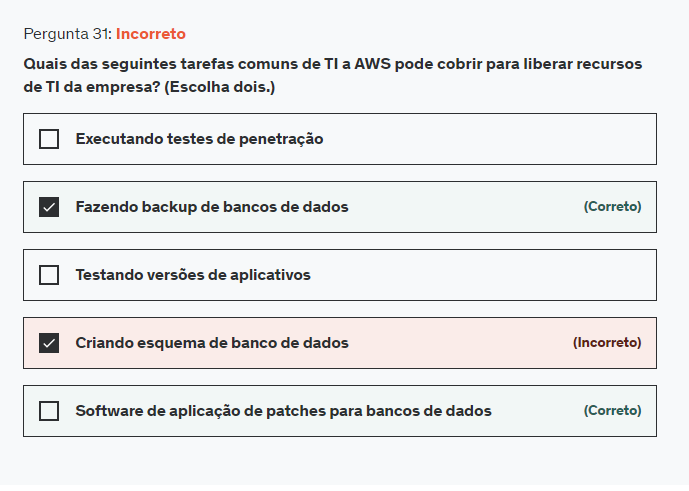 Pergunta 31: Incorreto
Quais das seguintes tarefas comuns de TI a AWS pode cobrir para liberar recursos
de TI da empresa? (Escolha dois.)
Executando testes de penetração
Fazendo backup de bancos de dados (Correto)
Testando versões de aplicativos
Criando esquema de banco de dados (Incorreto)
Software de aplicação de patches para bancos de dados (Correto)